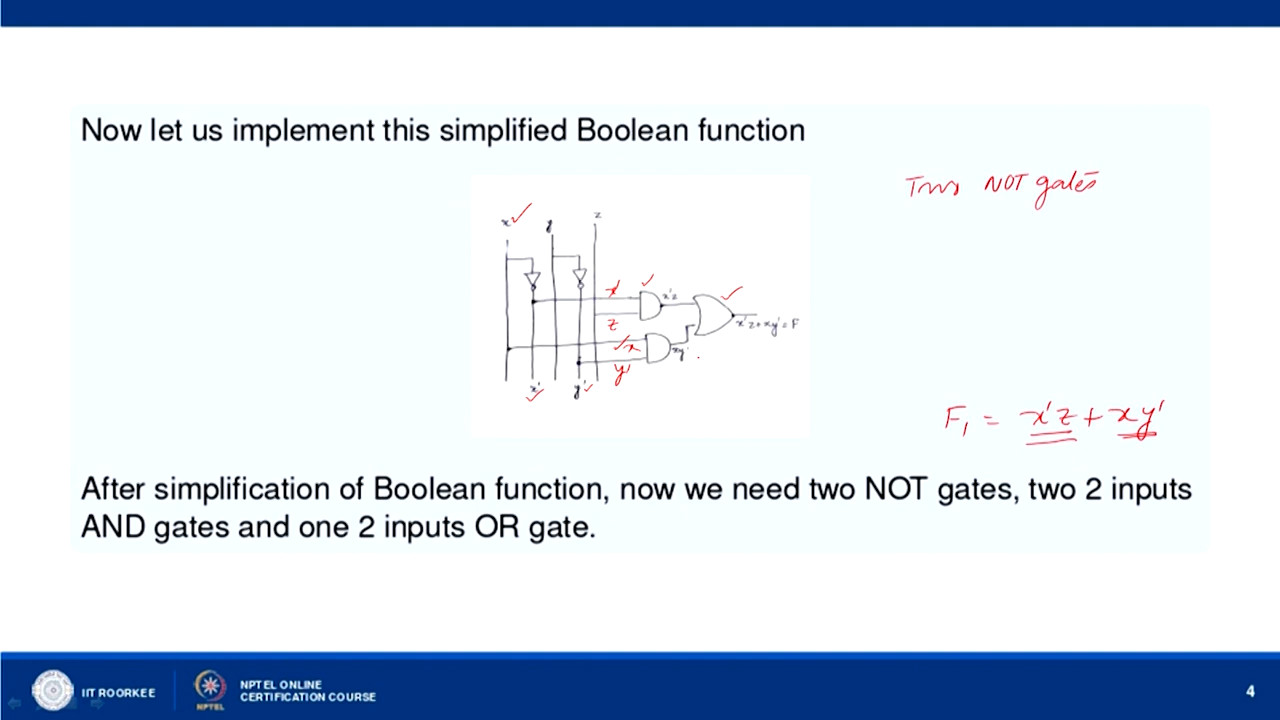 Now let us implement this simplified Boolean function
Two NOT gates
x y z
x' x'z
z x'z+xy'=F
x xy'
y'
x' y'
F₁ = x'z + xy'
After simplification of Boolean function, now we need two NOT gates, two 2 inputs
AND gates and one 2 inputs OR gate.
IIT ROORKEE
NPTEL
NPTEL ONLINE
CERTIFICATION COURSE
4